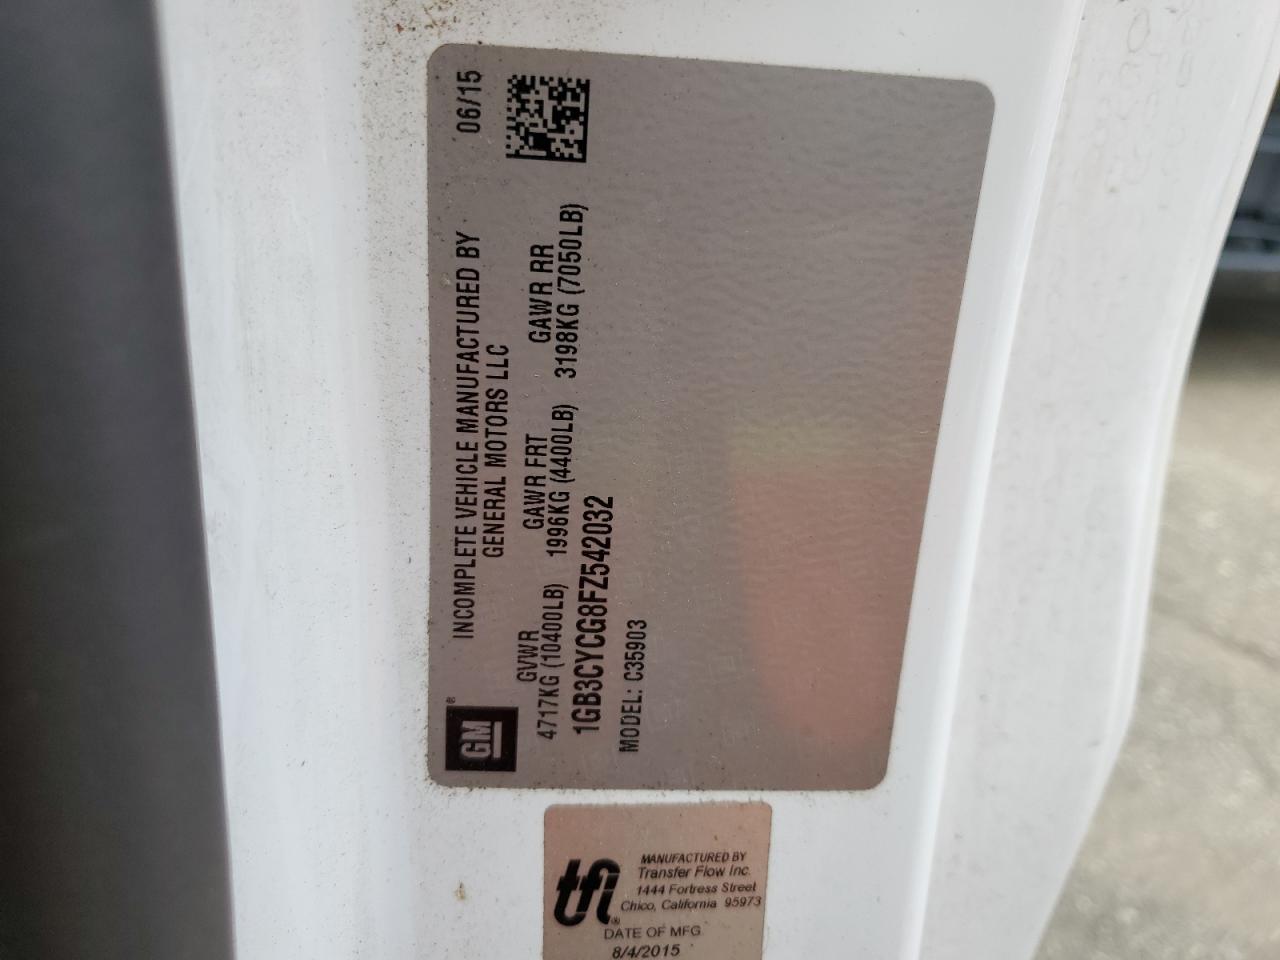 GM®
INCOMPLETE VEHICLE MANUFACTURED BY
GENERAL MOTORS LLC
06/15
GVWR GAWR FRT GAWR RR
4717KG (10400LB) 1996KG (4400LB) 3198KG (7050LB)
1GB3CYCG8FZ542032
MODEL: C35903
tfi®
MANUFACTURED BY
Transfer Flow Inc.
1444 Fortress Street
Chico, California 95973
DATE OF MFG
8/4/2015